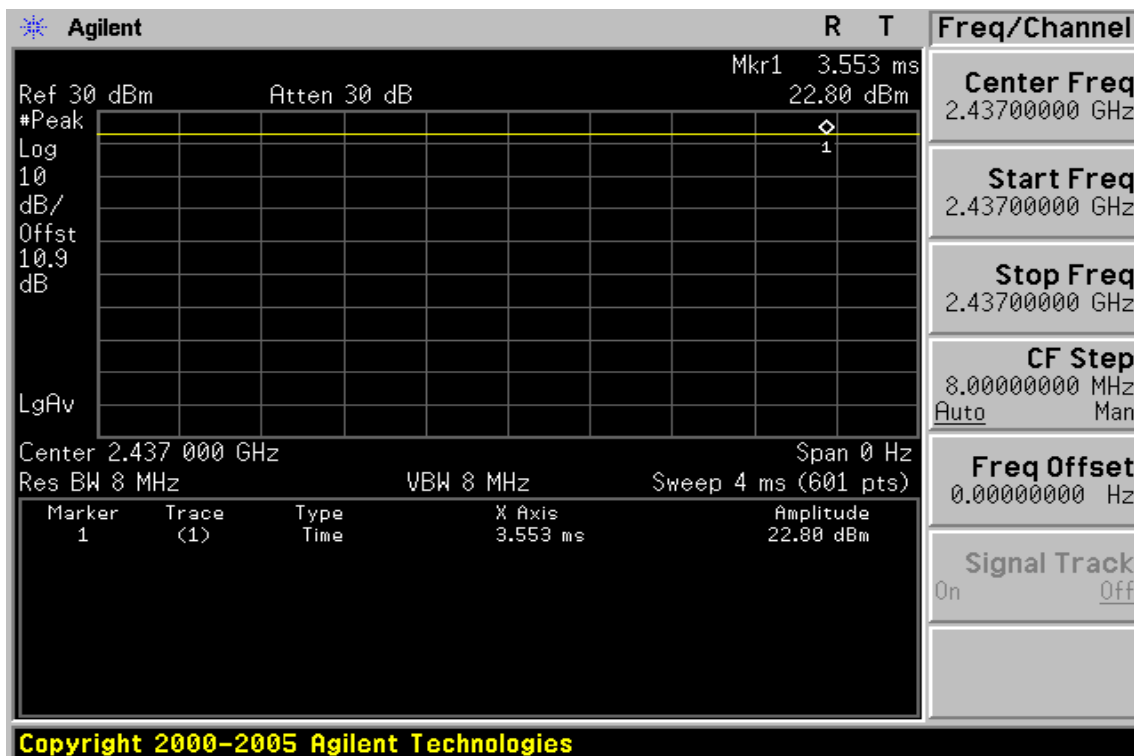 Agilent R T Freq/Channel
Mkr1 3.553 ms
Ref 30 dBm Atten 30 dB 22.80 dBm
#Peak
Log
10
dB/
Offst
10.9
dB
1
LgAv
Center 2.437 000 GHz Span 0 Hz
Res BW 8 MHz VBW 8 MHz Sweep 4 ms (601 pts)
Marker Trace Type X Axis Amplitude
1 (1) Time 3.553 ms 22.80 dBm
Center Freq
2.43700000 GHz
Start Freq
2.43700000 GHz
Stop Freq
2.43700000 GHz
CF Step
8.00000000 MHz
Auto Man
Freq Offset
0.00000000 Hz
Signal Track
On Off
Copyright 2000-2005 Agilent Technologies